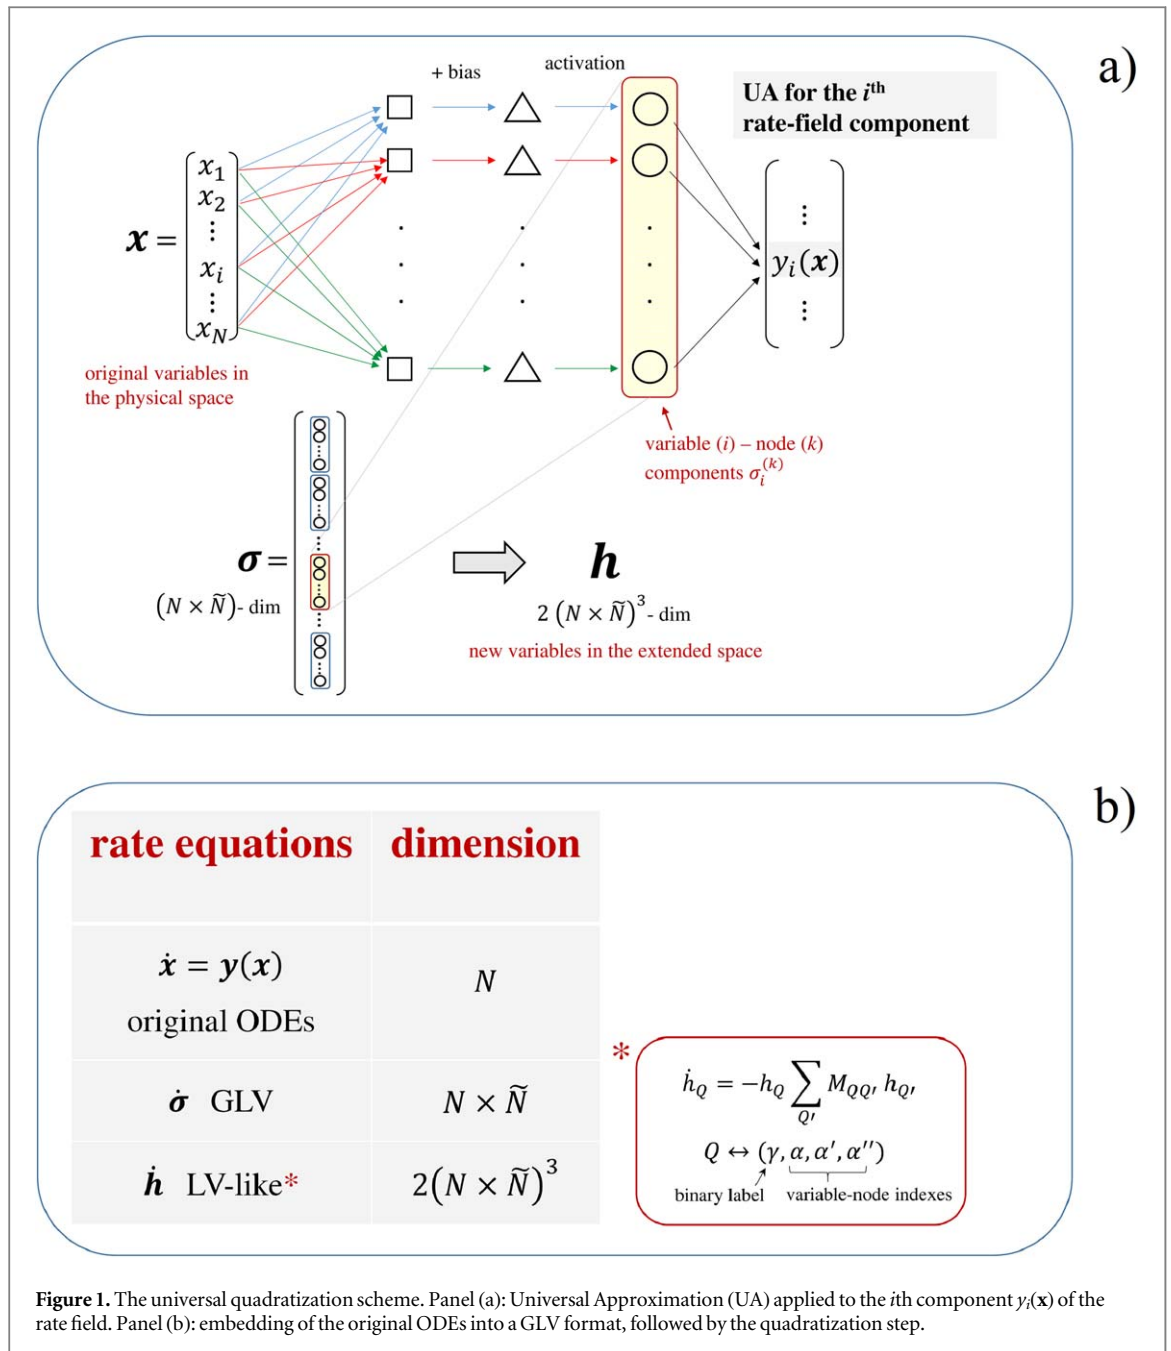 a)
+ bias
activation
UA for the iᵗʰ
rate-field component
x₁
x₂
⋮
x = xᵢ
⋮
x_N
⋮
yᵢ(x)
⋮
original variables in
the physical space
variable (i) – node (k)
components σᵢ⁽ᵏ⁾
σ =
(N × Ñ)- dim
h
2 (N × Ñ)³- dim
new variables in the extended space
b)
rate equations dimension
ẋ = y(x)
original ODEs
N
σ̇ GLV N × Ñ
ḣ LV-like* 2(N × Ñ)³
*
ḣ_Q = −h_Q ∑_Q′ M_QQ′ h_Q′
Q ↔ (γ, α, α′, α′′)
binary label variable-node indexes
Figure 1. The universal quadratization scheme. Panel (a): Universal Approximation (UA) applied to the ith component yᵢ(x) of the
rate field. Panel (b): embedding of the original ODEs into a GLV format, followed by the quadratization step.